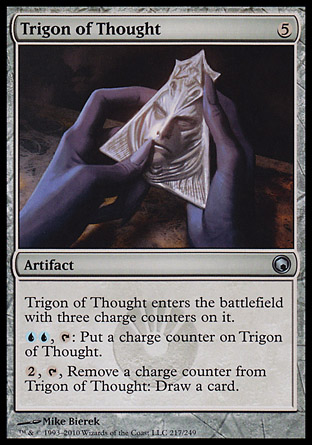 Trigon of Thought 5
Artifact
Trigon of Thought enters the battlefield
with three charge counters on it.
, : Put a charge counter on Trigon
of Thought.
2, , Remove a charge counter from
Trigon of Thought: Draw a card.
Mike Bierek
™ & © 1993–2010 Wizards of the Coast LLC 217/249